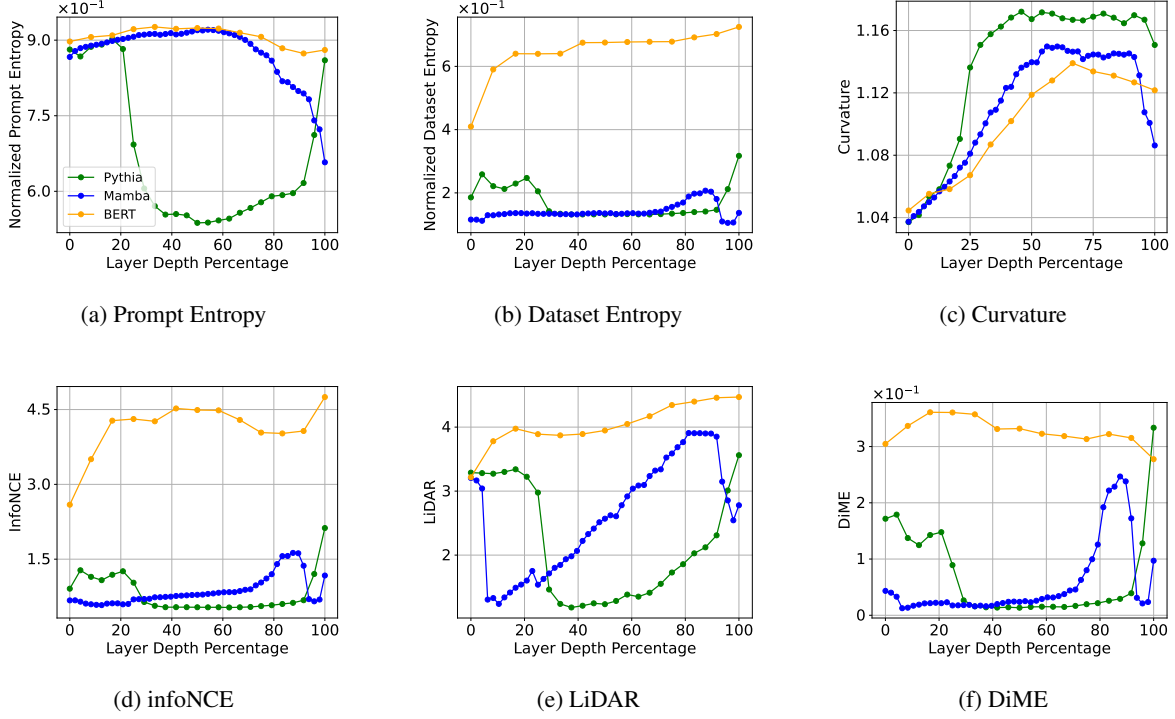 ×10⁻¹
Normalized Prompt Entropy
9.0
7.5
6.0
Pythia
Mamba
BERT
0 20 40 60 80 100
Layer Depth Percentage
(a) Prompt Entropy
×10⁻¹
Normalized Dataset Entropy
6
4
2
0 20 40 60 80 100
Layer Depth Percentage
(b) Dataset Entropy
Curvature
1.16
1.12
1.08
1.04
0 25 50 75 100
Layer Depth Percentage
(c) Curvature
InfoNCE
4.5
3.0
1.5
0 20 40 60 80 100
Layer Depth Percentage
(d) infoNCE
LiDAR
4
3
2
0 20 40 60 80 100
Layer Depth Percentage
(e) LiDAR
×10⁻¹
DiME
3
2
1
0
0 20 40 60 80 100
Layer Depth Percentage
(f) DiME